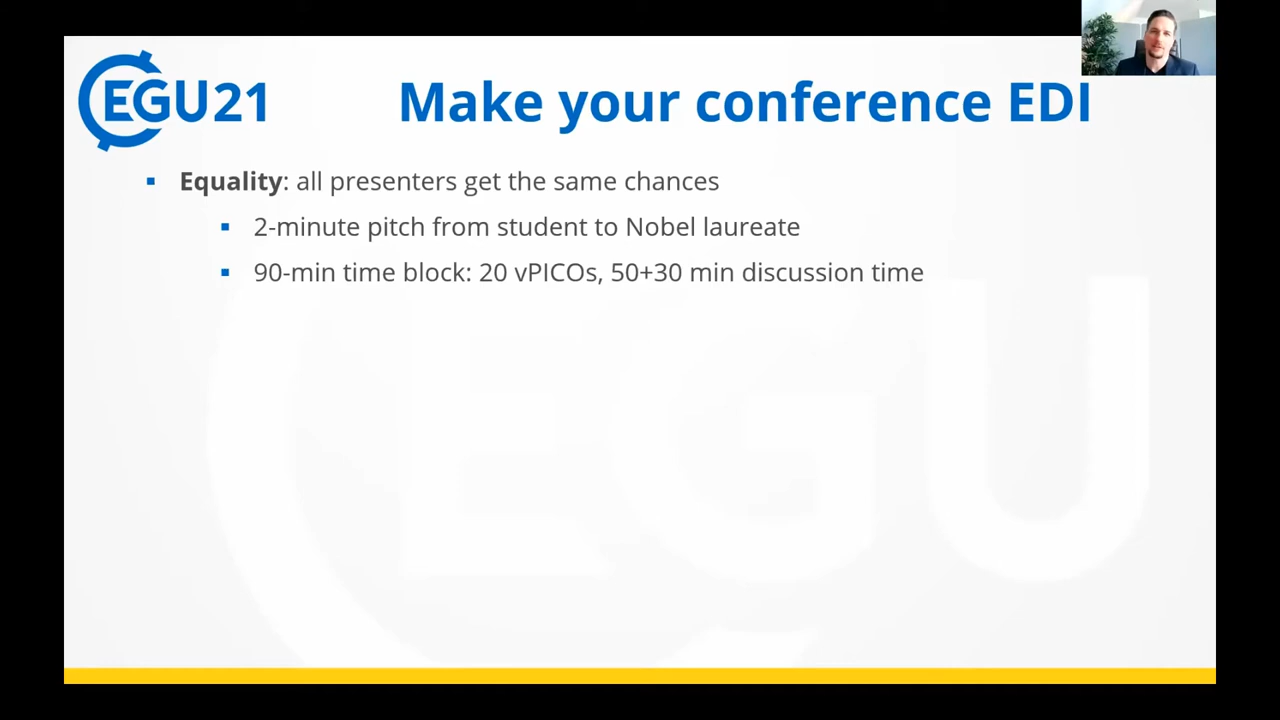 EGU21
Make your conference EDI
Equality: all presenters get the same chances
2-minute pitch from student to Nobel laureate
90-min time block: 20 vPICOs, 50+30 min discussion time
EGU